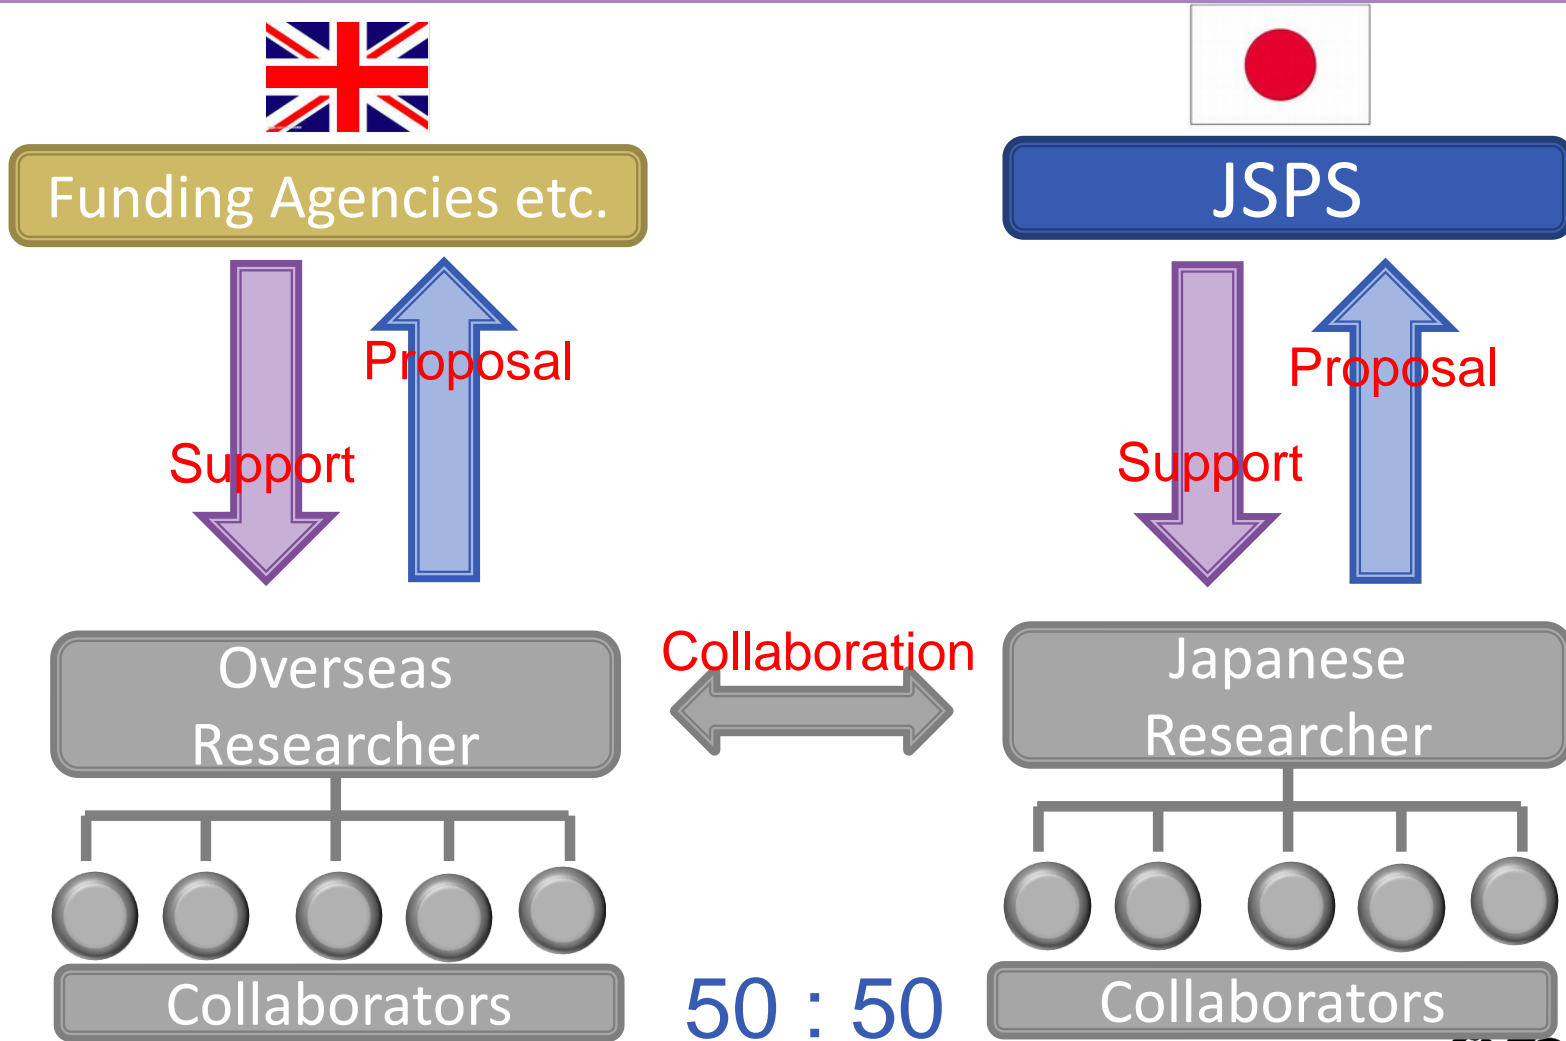 Funding Agencies etc.
JSPS
Proposal
Proposal
Support
Support
Collaboration
Overseas
Researcher
Japanese
Researcher
Collaborators
50 : 50
Collaborators